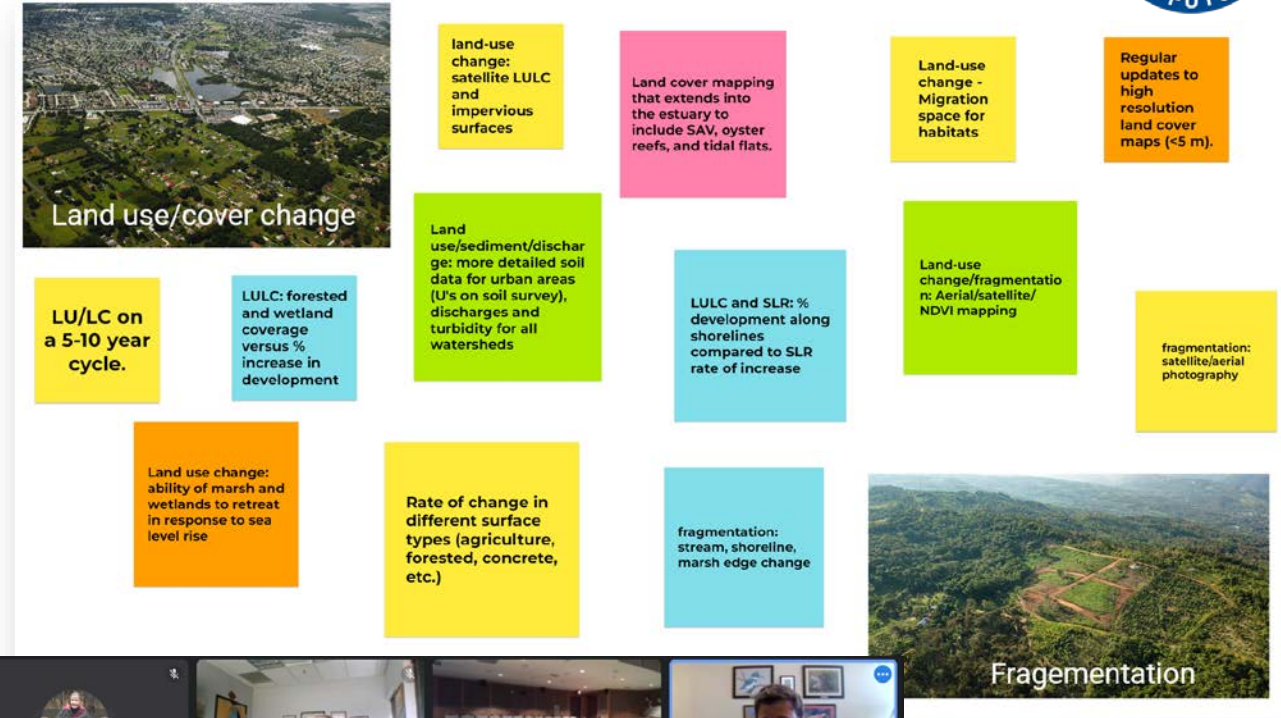 land-use
change:
satellite LULC
and
impervious
surfaces
Land cover mapping
that extends into
the estuary to
include SAV, oyster
reefs, and tidal flats.
Land-use
change -
Migration
space for
habitats
Regular
updates to
high
resolution
land cover
maps (<5 m).
Land use/cover change
Land
use/sediment/dischar
ge: more detailed soil
data for urban areas
(U's on soil survey),
discharges and
turbidity for all
watersheds
Land-use
change/fragmentatio
n: Aerial/satellite/
NDVI mapping
LU/LC on
a 5-10 year
cycle.
LULC: forested
and wetland
coverage
versus %
increase in
development
LULC and SLR: %
development along
shorelines
compared to SLR
rate of increase
fragmentation:
satellite/aerial
photography
Land use change:
ability of marsh and
wetlands to retreat
in response to sea
level rise
Rate of change in
different surface
types (agriculture,
forested, concrete,
etc.)
fragmentation:
stream, shoreline,
marsh edge change
Fragementation